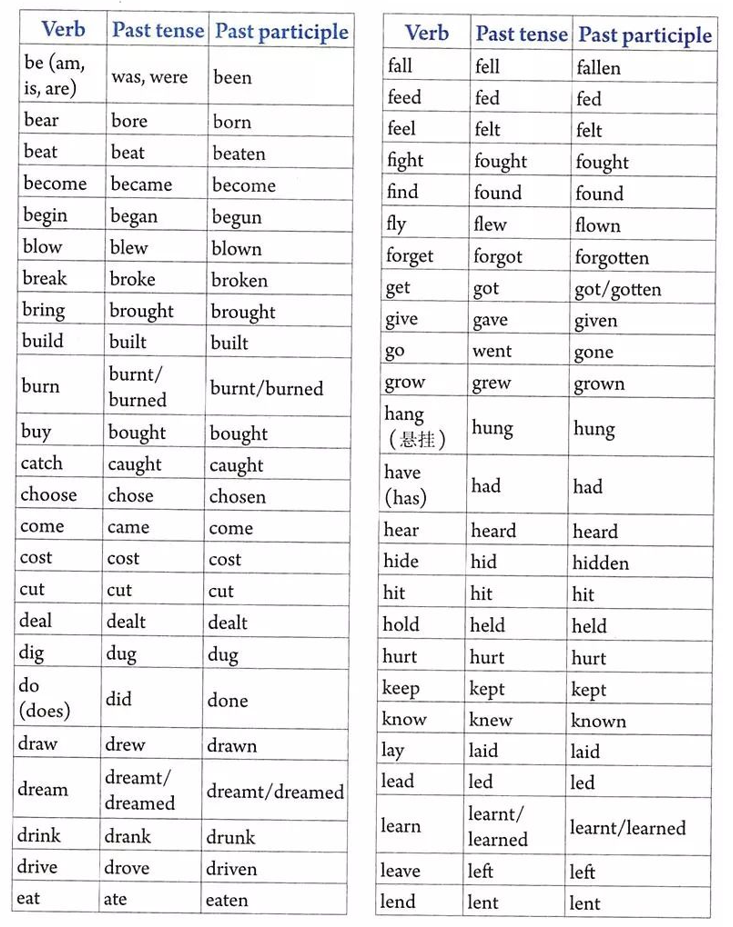 Verb Past tense Past participle
be (am, is, are) was, were been
bear bore born
beat beat beaten
become became become
begin began begun
blow blew blown
break broke broken
bring brought brought
build built built
burn burnt/ burned burnt/burned
buy bought bought
catch caught caught
choose chose chosen
come came come
cost cost cost
cut cut cut
deal dealt dealt
dig dug dug
do (does) did done
draw drew drawn
dream dreamt/ dreamed dreamt/dreamed
drink drank drunk
drive drove driven
eat ate eaten
Verb Past tense Past participle
fall fell fallen
feed fed fed
feel felt felt
fight fought fought
find found found
fly flew flown
forget forgot forgotten
get got got/gotten
give gave given
go went gone
grow grew grown
hang (悬挂) hung hung
have (has) had had
hear heard heard
hide hid hidden
hit hit hit
hold held held
hurt hurt hurt
keep kept kept
know knew known
lay laid laid
lead led led
learn learnt/ learned learnt/learned
leave left left
lend lent lent